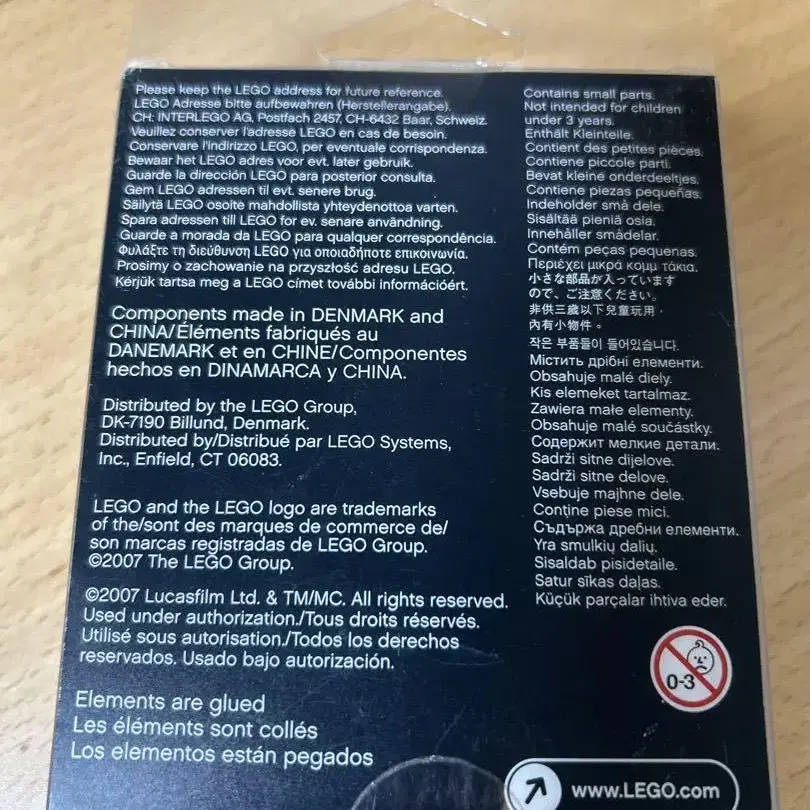 Please keep the LEGO address for future reference.
LEGO Adresse bitte aufbewahren (Herstellerangabe).
CH: INTERLEGO AG, Postfach 2457, CH-6432 Baar, Schweiz.
Veuillez conserver l'adresse LEGO en cas de besoin.
Conservare l'indirizzo LEGO, per eventuale corrispondenza.
Bewaar het LEGO adres voor evt. later gebruik.
Guarde la dirección LEGO para posterior consulta.
Gem LEGO adressen til evt. senere brug.
Säilytä LEGO osoite mahdollista yhteydenottoa varten.
Spara adressen till LEGO for ev. senare användning.
Guarde a morada da LEGO para qualquer correspondência.
Φυλάξτε τη διεύθυνση LEGO για οποιαδήποτε επικοινωνία.
Prosimy o zachowanie na przyszłość adresu LEGO.
Kérjük tartsa meg a LEGO címet további információért.
Components made in DENMARK and
CHINA/Éléments fabriqués au
DANEMARK et en CHINE/Componentes
hechos en DINAMARCA y CHINA.
Distributed by the LEGO Group,
DK-7190 Billund, Denmark.
Distributed by/Distribué par LEGO Systems,
Inc., Enfield, CT 06083.
LEGO and the LEGO logo are trademarks
of the/sont des marques de commerce de/
son marcas registradas de LEGO Group.
©2007 The LEGO Group.
©2007 Lucasfilm Ltd. & TM/MC. All rights reserved.
Used under authorization./Tous droits réservés.
Utilisé sous autorisation./Todos los derechos
reservados. Usado bajo autorización.
Elements are glued
Les éléments sont collés
Los elementos están pegados
Contains small parts.
Not intended for children
under 3 years.
Enthält Kleinteile.
Contient des petites pièces.
Contiene piccole parti.
Bevat kleine onderdeeltjes.
Contiene piezas pequeñas.
Indeholder små dele.
Sisältää pieniä osia.
Innehåller smådelar.
Contém peças pequenas.
Περιέχει μικρά κομμ τάκια.
小さな部品が入っています
ので、ご注意ください。
非供三歲以下兒童玩用，
內有小物件。
작은 부품들이 들어있습니다.
Містить дрібні елементи.
Obsahuje malé diely.
Kis elemeket tartalmaz.
Zawiera małe elementy.
Obsahuje malé součástky.
Содержит мелкие детали.
Sadrži sitne dijelove.
Sadrži sitne delove.
Vsebuje majhne dele.
Conţine piese mici.
Съдържа дребни елементи.
Yra smulkių dalių.
Sisaldab pisidetaile.
Satur sīkas daļas.
Küçük parçalar ihtiva eder.
0-3
www.LEGO.com